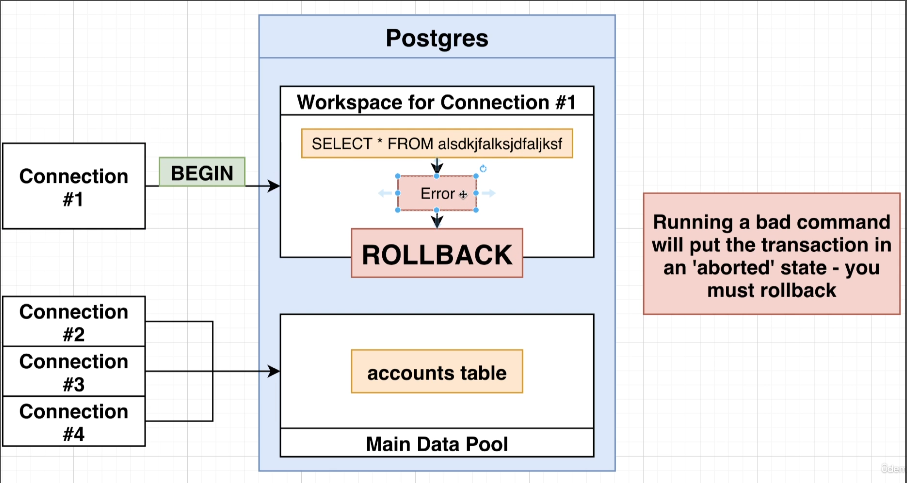 Postgres
Workspace for Connection #1
SELECT * FROM alsdkjfalksjdfaljksf
Connection
#1
BEGIN
Error
ROLLBACK
Running a bad command
will put the transaction in
an 'aborted' state - you
must rollback
Connection
#2
Connection
#3
Connection
#4
accounts table
Main Data Pool